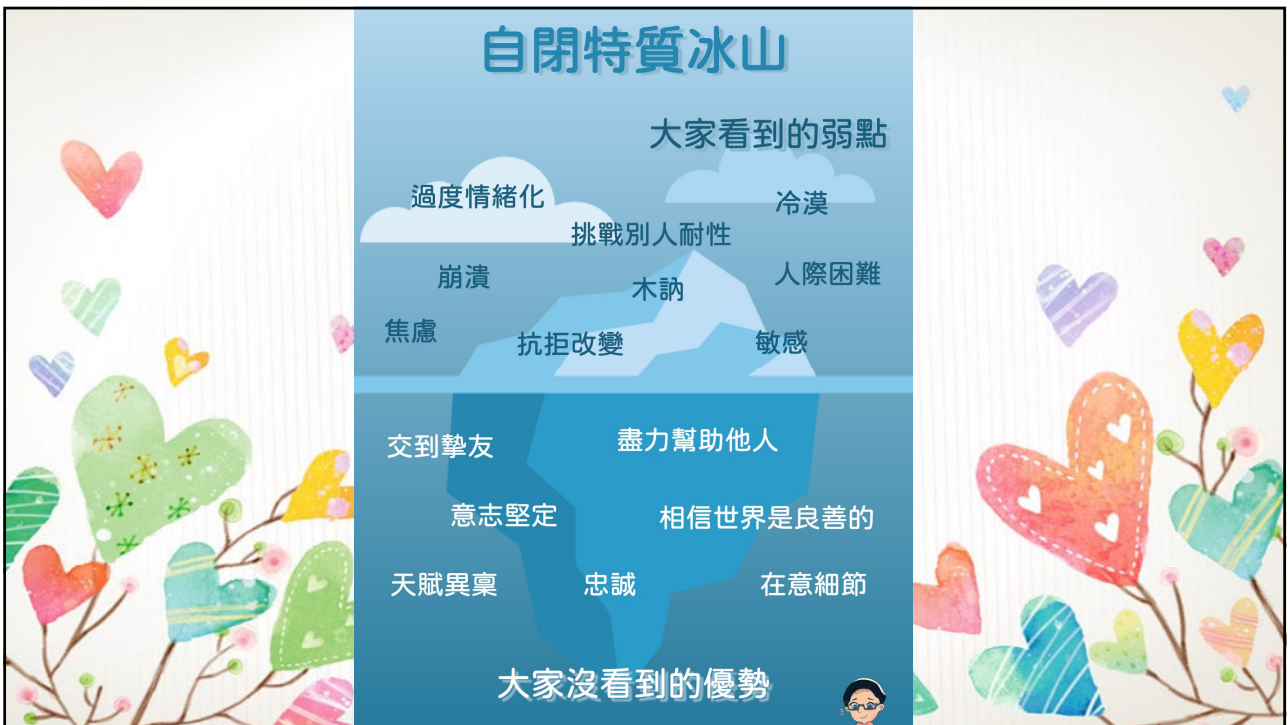 自閉特質冰山
大家看到的弱點
過度情緒化
冷漠
挑戰別人耐性
崩潰
木訥
人際困難
焦慮
抗拒改變
敏感
交到摯友
盡力幫助他人
意志堅定
相信世界是良善的
天賦異稟
忠誠
在意細節
大家沒看到的優勢